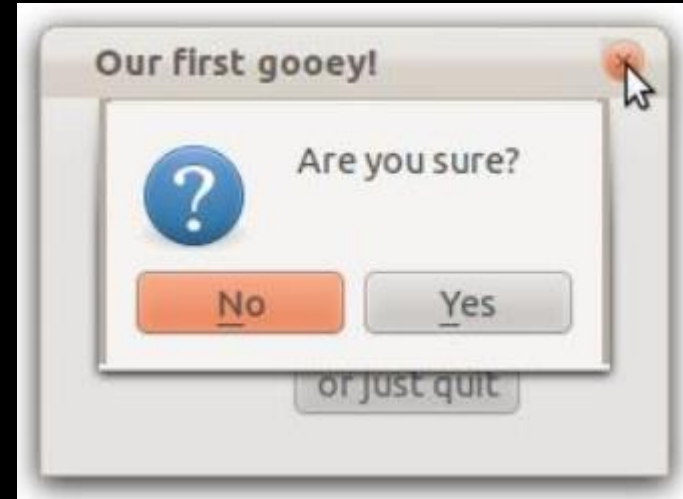 Our first gooey!
Are you sure?
No
Yes
or just quit